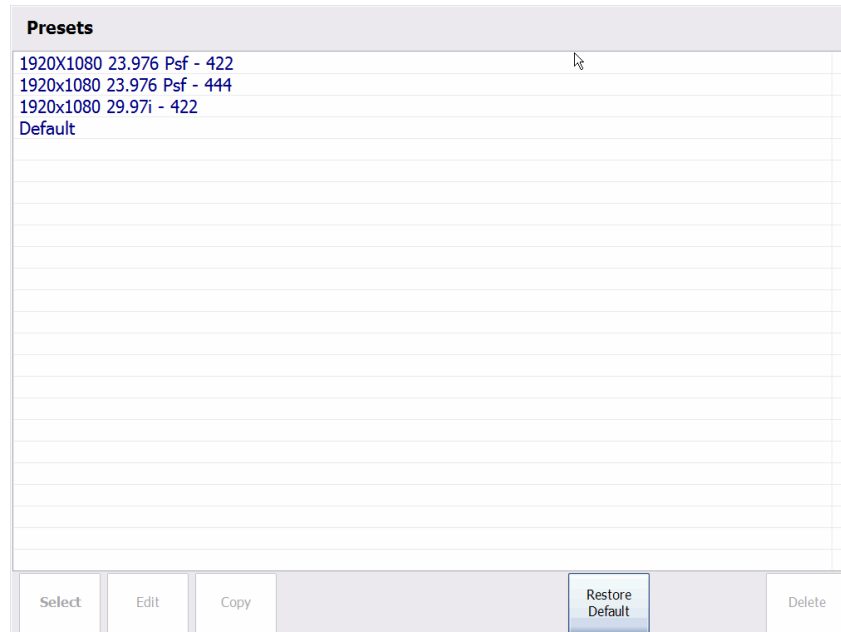 Presets
1920X1080 23.976 Psf - 422
1920x1080 23.976 Psf - 444
1920x1080 29.97i - 422
Default
Select
Edit
Copy
Restore
Default
Delete